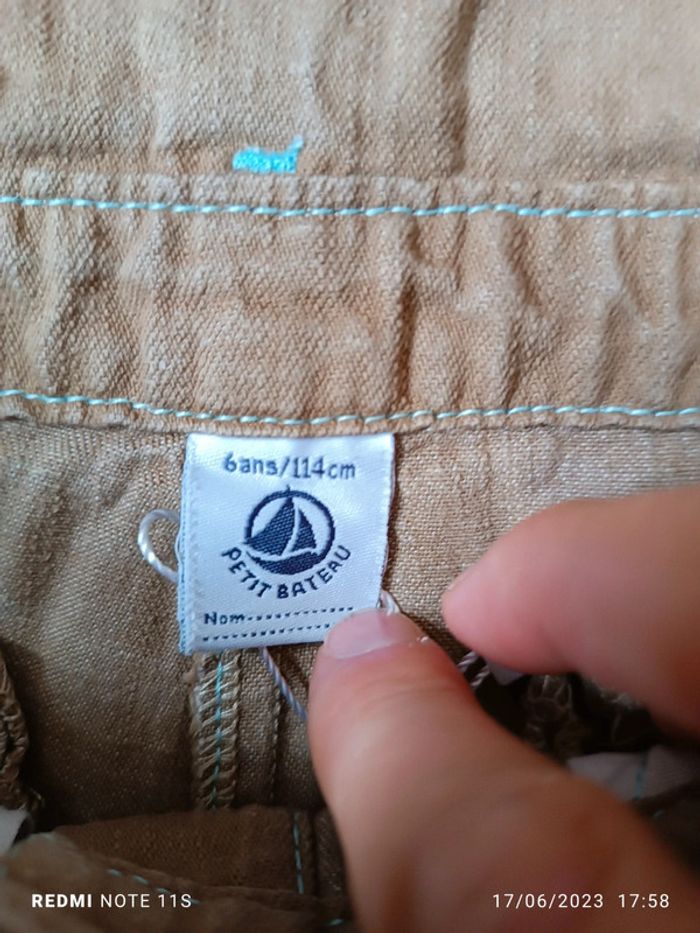 6ans/114cm
PETIT BATEAU
Nom
REDMI NOTE 11S
17/06/2023 17:58